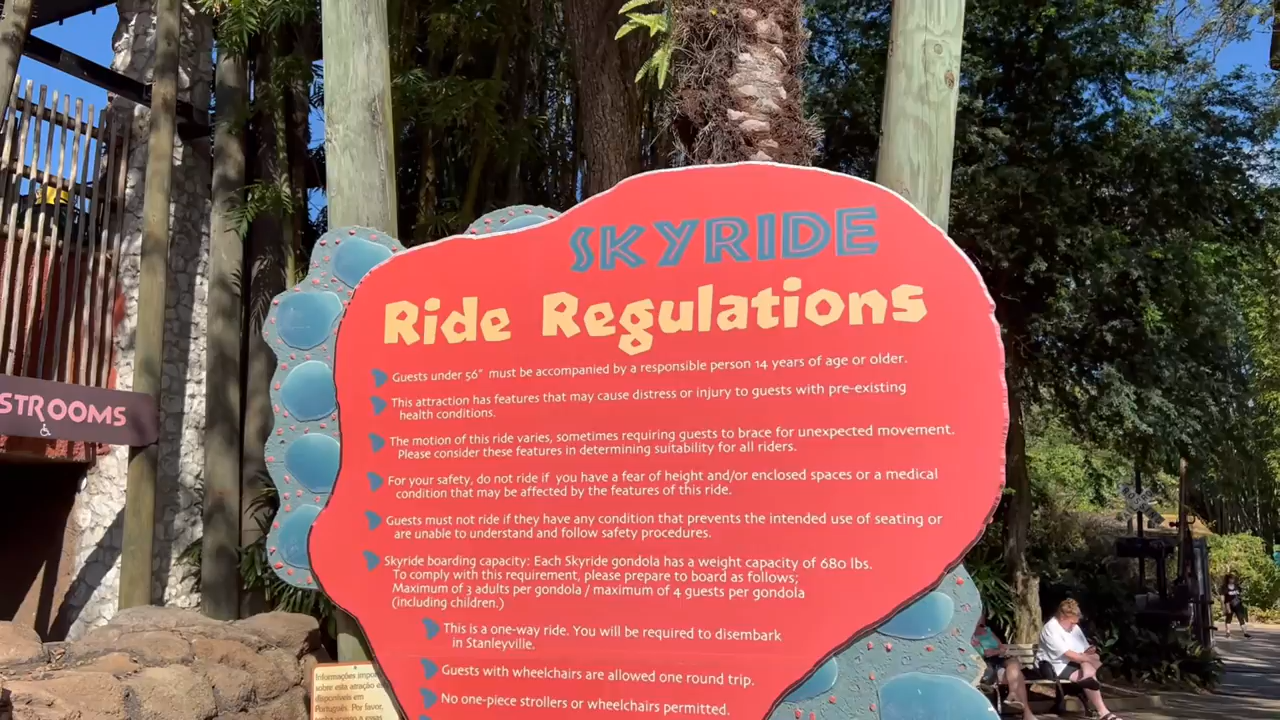 SKYRIDE
Ride Regulations
Guests under 56" must be accompanied by a responsible person 14 years of age or older.
This attraction has features that may cause distress or injury to guests with pre-existing
health conditions.
The motion of this ride varies, sometimes requiring guests to brace for unexpected movement.
Please consider these features in determining suitability for all riders.
For your safety, do not ride if you have a fear of height and/or enclosed spaces or a medical
condition that may be affected by the features of this ride.
Guests must not ride if they have any condition that prevents the intended use of seating or
are unable to understand and follow safety procedures.
Skyride boarding capacity: Each Skyride gondola has a weight capacity of 680 lbs.
To comply with this requirement, please prepare to board as follows;
Maximum of 3 adults per gondola / maximum of 4 guests per gondola
(including children.)
This is a one-way ride. You will be required to disembark
in Stanleyville.
Guests with wheelchairs are allowed one round trip.
No one-piece strollers or wheelchairs permitted.
STROOMS
Informações impo
sobre esta atração
disponíveis em
Português. Por favor,